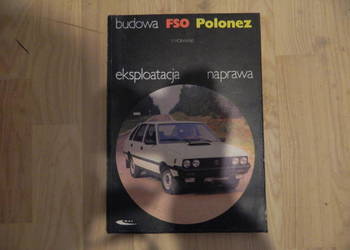 budowa FSO Polonez
eksploatacja naprawa